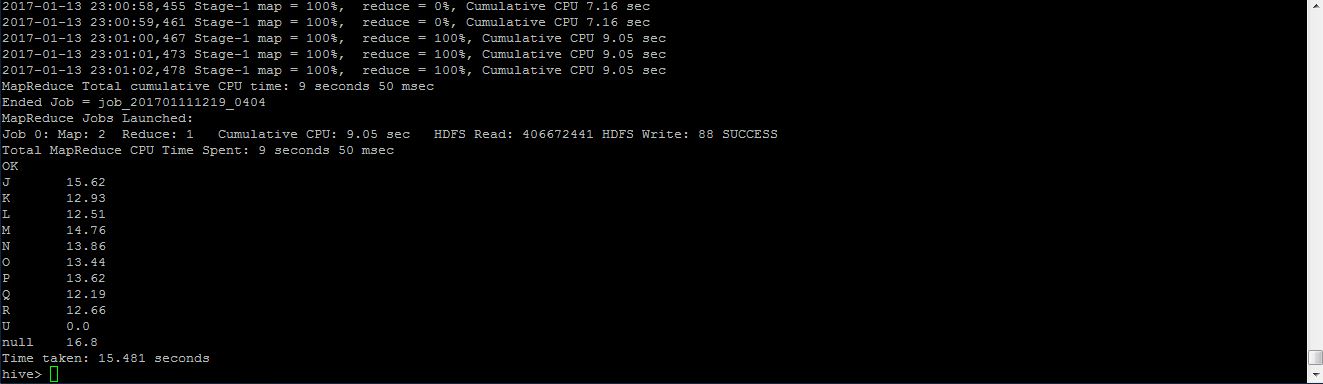 2017-01-13 23:00:58,455 Stage-1 map = 100%,  reduce = 0%, Cumulative CPU 7.16 sec
2017-01-13 23:00:59,461 Stage-1 map = 100%,  reduce = 0%, Cumulative CPU 7.16 sec
2017-01-13 23:01:00,467 Stage-1 map = 100%,  reduce = 100%, Cumulative CPU 9.05 sec
2017-01-13 23:01:01,473 Stage-1 map = 100%,  reduce = 100%, Cumulative CPU 9.05 sec
2017-01-13 23:01:02,478 Stage-1 map = 100%,  reduce = 100%, Cumulative CPU 9.05 sec
MapReduce Total cumulative CPU time: 9 seconds 50 msec
Ended Job = job_201701111219_0404
MapReduce Jobs Launched:
Job 0: Map: 2  Reduce: 1   Cumulative CPU: 9.05 sec   HDFS Read: 406672441 HDFS Write: 88 SUCCESS
Total MapReduce CPU Time Spent: 9 seconds 50 msec
OK
J       15.62
K       12.93
L       12.51
M       14.76
N       13.86
O       13.44
P       13.62
Q       12.19
R       12.66
U       0.0
null    16.8
Time taken: 15.481 seconds
hive>